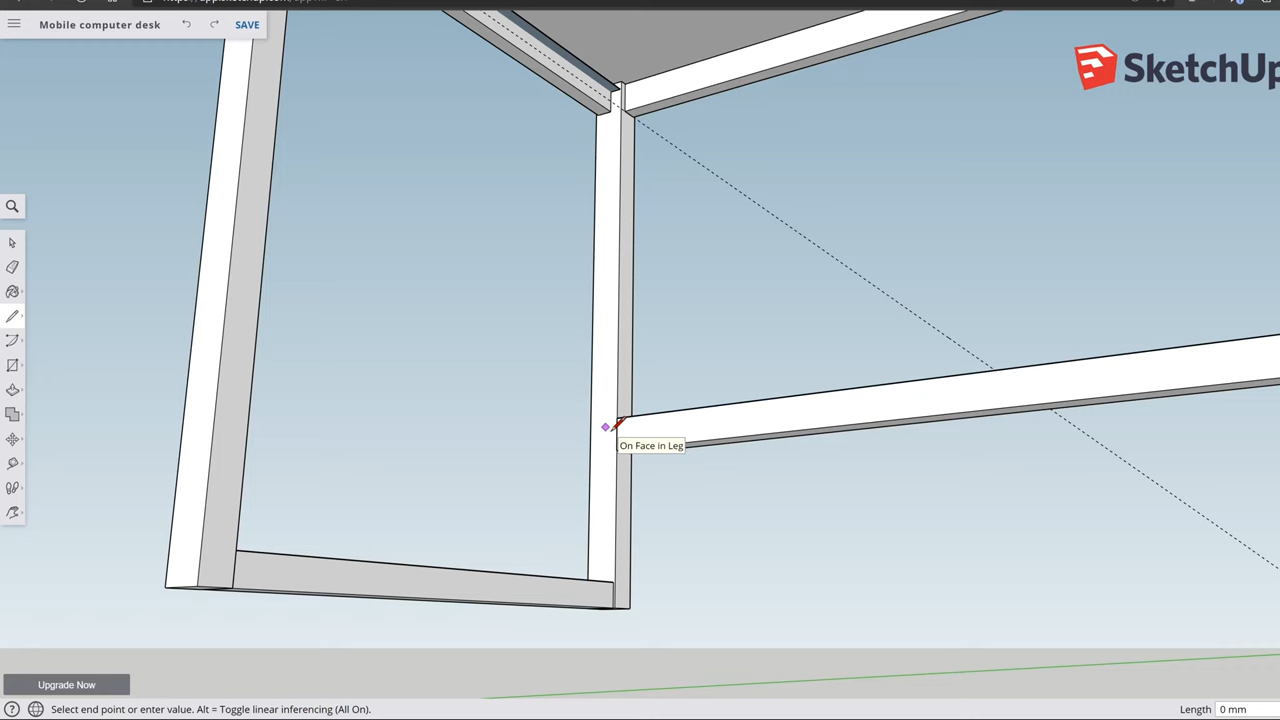 Mobile computer desk
SAVE
SketchUp
On Face in Leg
Upgrade Now
Select end point or enter value. Alt = Toggle linear inferencing (All On).
Length
0 mm